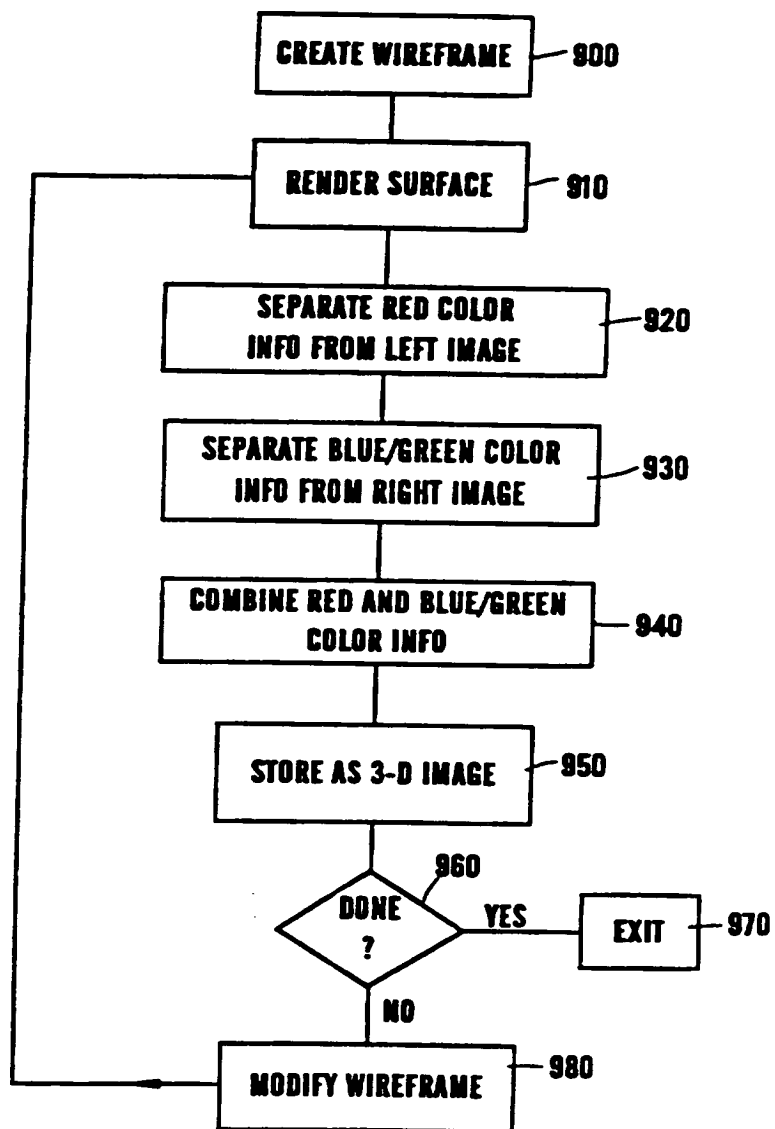 CREATE WIREFRAME 900
RENDER SURFACE 910
SEPARATE RED COLOR
INFO FROM LEFT IMAGE 920
SEPARATE BLUE/GREEN COLOR
INFO FROM RIGHT IMAGE 930
COMBINE RED AND BLUE/GREEN
COLOR INFO 940
STORE AS 3-D IMAGE 950
960
DONE
?
YES
EXIT 970
NO
MODIFY WIREFRAME 980